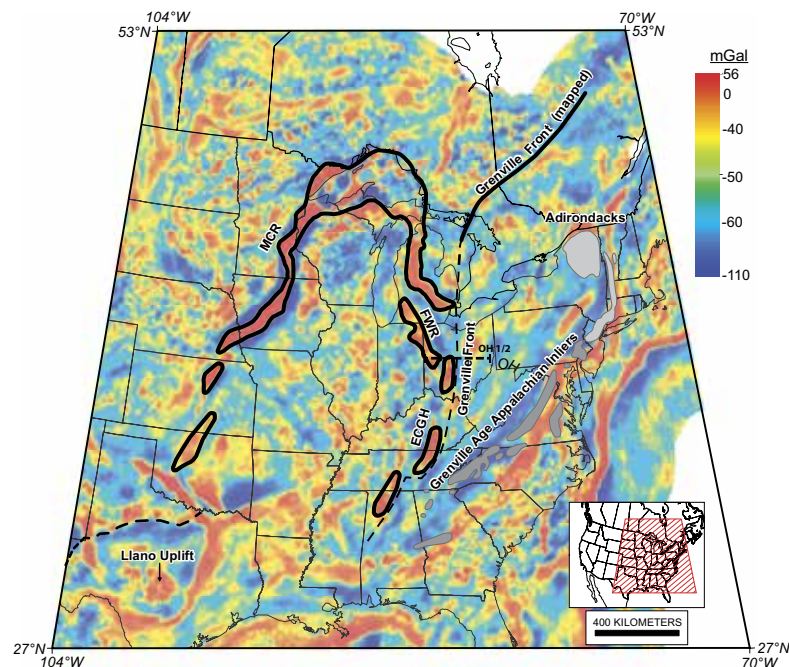 104°W
70°W
53°N
53°N
mGal
56
0
-40
-50
-60
-110
Grenville Front (mapped)
Adirondacks
MCR
FWR
Grenville Front
OH 1/2
OH
Grenville Age Appalachian Inliers
ECGH
Llano Uplift
400 KILOMETERS
27°N
27°N
104°W
70°W